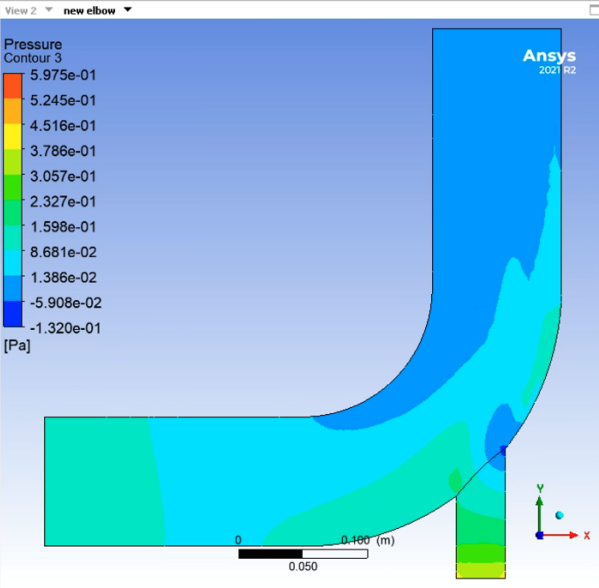 View 2
new elbow
Pressure
Contour 3
5.975e-01
5.245e-01
4.516e-01
3.786e-01
3.057e-01
2.327e-01
1.598e-01
8.681e-02
1.386e-02
-5.908e-02
-1.320e-01
[Pa]
Ansys
2021 R2
0
0.100 (m)
0.050
Y
X